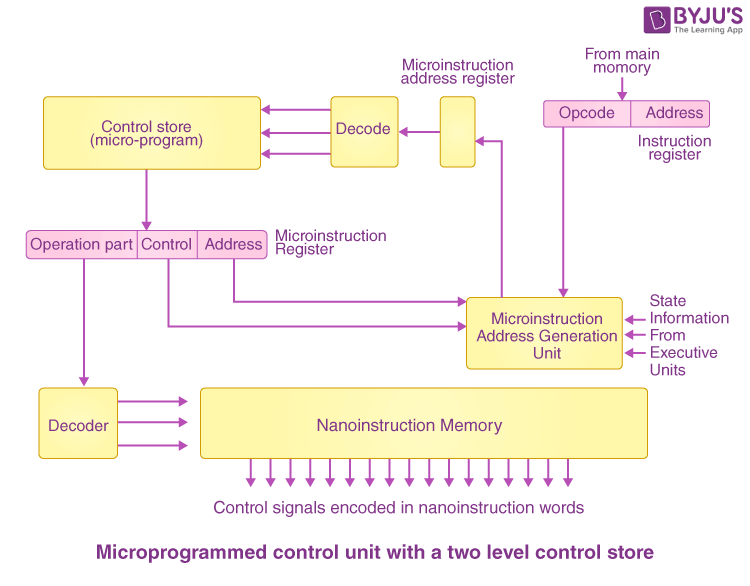 BYJU'S
The Learning App
From main
momory
Microinstruction
address register
Opcode
Address
Control store
(micro-program)
Decode
Instruction
register
Operation part
Control
Address
Microinstruction
Register
Microinstruction
Address Generation
Unit
State
Information
From
Executive
Units
Decoder
Nanoinstruction Memory
Control signals encoded in nanoinstruction words
Microprogrammed control unit with a two level control store